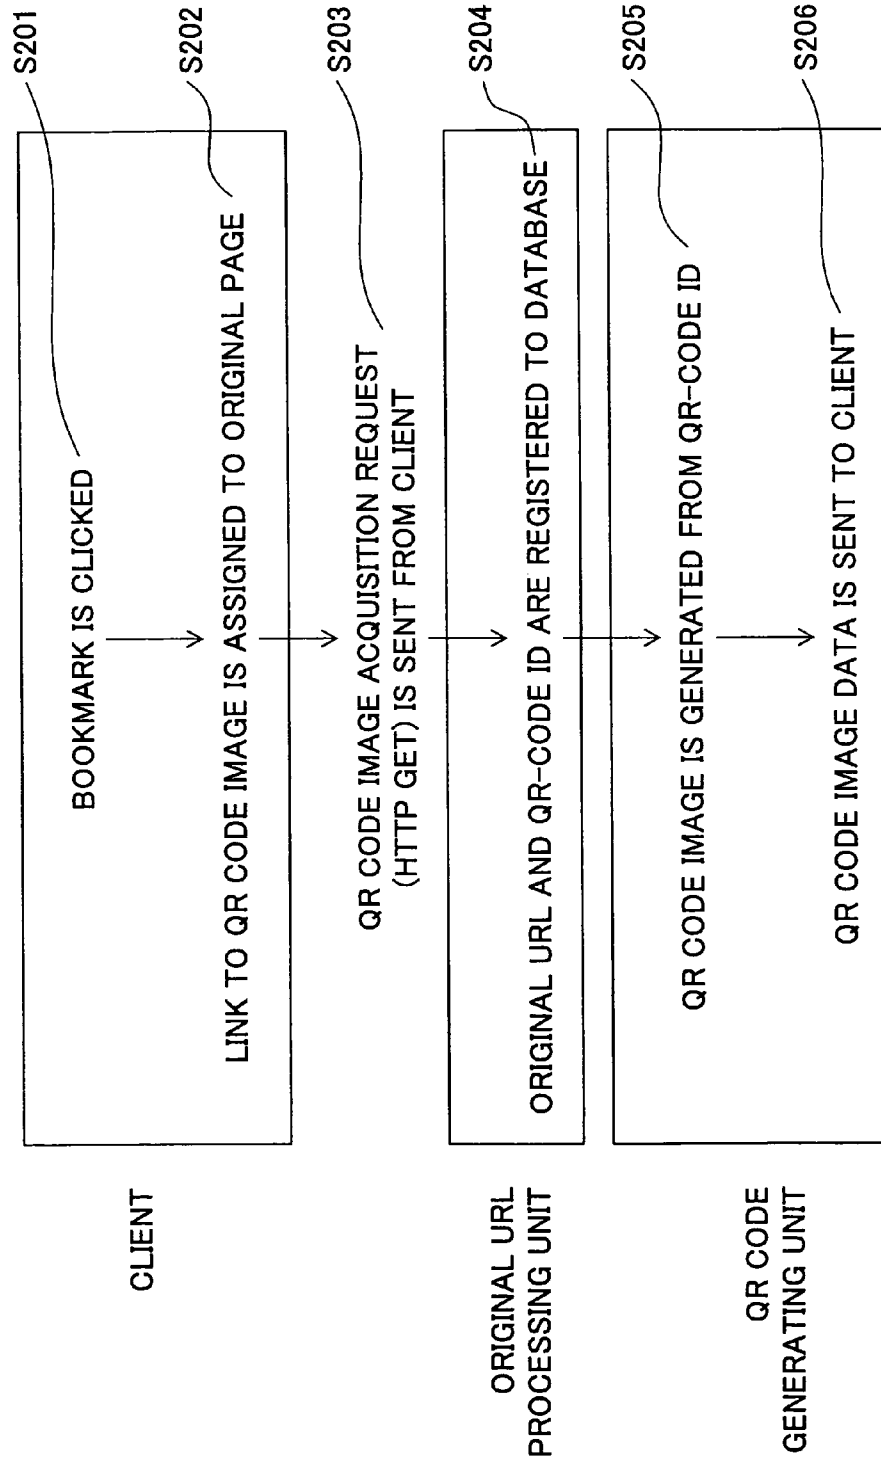 CLIENT
BOOKMARK IS CLICKED
S201
LINK TO QR CODE IMAGE IS ASSIGNED TO ORIGINAL PAGE
S202
QR CODE IMAGE ACQUISITION REQUEST
(HTTP GET) IS SENT FROM CLIENT
S203
ORIGINAL URL
PROCESSING UNIT
ORIGINAL URL AND QR-CODE ID ARE REGISTERED TO DATABASE
S204
QR CODE
GENERATING UNIT
QR CODE IMAGE IS GENERATED FROM QR-CODE ID
S205
QR CODE IMAGE DATA IS SENT TO CLIENT
S206